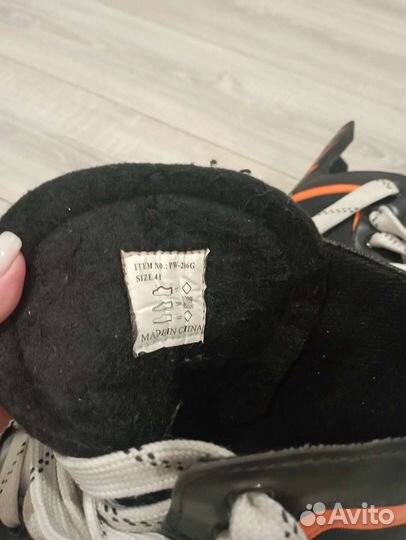 ITEM NO.: PW-216G
SIZE.41
MADE IN CHINA
Avito